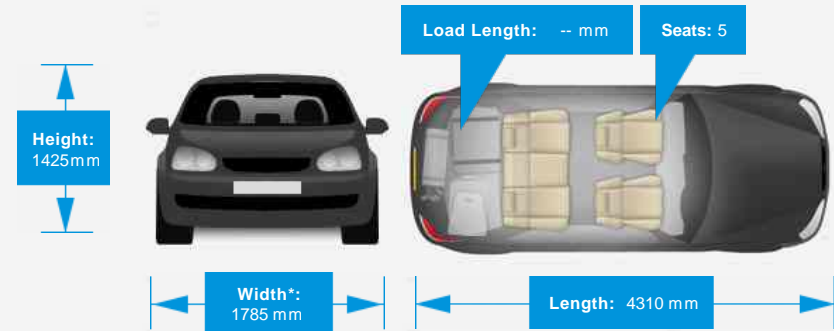 Load Length: -- mm
Seats: 5
Height:
1425mm
Width*:
1785 mm
Length: 4310 mm